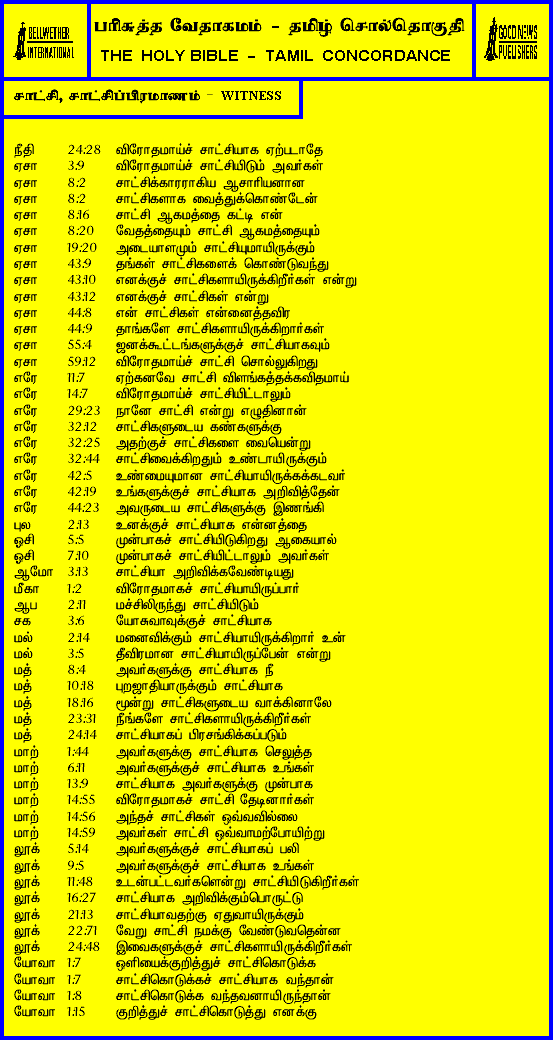 BELLWETHER
INTERNATIONAL
பரிசுத்த வேதாகமம் - தமிழ் சொல்தொகுதி
THE HOLY BIBLE - TAMIL CONCORDANCE
GOOD NEWS
PUBLISHERS
சாட்சி, சாட்சிப்பிரமாணம் - WITNESS
நீதி 24:28 விரோதமாய்ச் சாட்சியாக ஏற்படாதே
ஏசா 3:9 விரோதமாய்ச் சாட்சியிடும் அவர்கள்
ஏசா 8:2 சாட்சிக்காரராகிய ஆசாரியனான
ஏசா 8:2 சாட்சிகளாக வைத்துக்கொண்டேன்
ஏசா 8:16 சாட்சி ஆகமத்தை கட்டி என்
ஏசா 8:20 வேதத்தையும் சாட்சி ஆகமத்தையும்
ஏசா 19:20 அடையாளமும் சாட்சியுமாயிருக்கும்
ஏசா 43:9 தங்கள் சாட்சிகளைக் கொண்டுவந்து
ஏசா 43:10 எனக்குச் சாட்சிகளாயிருக்கிறீர்கள் என்று
ஏசா 43:12 எனக்குச் சாட்சிகள் என்று
ஏசா 44:8 என் சாட்சிகள் என்னைத்தவிர
ஏசா 44:9 தாங்களே சாட்சிகளாயிருக்கிறார்கள்
ஏசா 55:4 ஜனக்கூட்டங்களுக்குச் சாட்சியாகவும்
ஏசா 59:12 விரோதமாய்ச் சாட்சி சொல்லுகிறது
எரே 11:7 ஏற்கனவே சாட்சி விளங்கத்தக்கவிதமாய்
எரே 14:7 விரோதமாய்ச் சாட்சியிட்டாலும்
எரே 29:23 நானே சாட்சி என்று எழுதினான்
எரே 32:12 சாட்சிகளுடைய கண்களுக்கு
எரே 32:25 அதற்குச் சாட்சிகளை வையென்று
எரே 32:44 சாட்சிவைக்கிறதும் உண்டாயிருக்கும்
எரே 42:5 உண்மையுமான சாட்சியாயிருக்கக்கடவர்
எரே 42:19 உங்களுக்குச் சாட்சியாக அறிவித்தேன்
எரே 44:23 அவருடைய சாட்சிகளுக்கு இணங்கி
புல 2:13 உனக்குச் சாட்சியாக என்னத்தை
ஓசி 5:5 முன்பாகச் சாட்சியிடுகிறது ஆகையால்
ஓசி 7:10 முன்பாகச் சாட்சியிட்டாலும் அவர்கள்
ஆமோ 3:13 சாட்சியா அறிவிக்கவேண்டியது
மீகா 1:2 விரோதமாகச் சாட்சியாயிருப்பார்
ஆப 2:11 மச்சிலிருந்து சாட்சியிடும்
சக 3:6 யோசுவாவுக்குச் சாட்சியாக
மல் 2:14 மனைவிக்கும் சாட்சியாயிருக்கிறார் உன்
மல் 3:5 தீவிரமான சாட்சியாயிருப்பேன் என்று
மத் 8:4 அவர்களுக்கு சாட்சியாக நீ
மத் 10:18 புறஜாதியாருக்கும் சாட்சியாக
மத் 18:16 மூன்று சாட்சிகளுடைய வாக்கினாலே
மத் 23:31 நீங்களே சாட்சிகளாயிருக்கிறீர்கள்
மத் 24:14 சாட்சியாகப் பிரசங்கிக்கப்படும்
மாற் 1:44 அவர்களுக்கு சாட்சியாக செலுத்த
மாற் 6:11 அவர்களுக்குச் சாட்சியாக உங்கள்
மாற் 13:9 சாட்சியாக அவர்களுக்கு முன்பாக
மாற் 14:55 விரோதமாகச் சாட்சி தேடினார்கள்
மாற் 14:56 அந்தச் சாட்சிகள் ஒவ்வவில்லை
மாற் 14:59 அவர்கள் சாட்சி ஒவ்வாமற்போயிற்று
லூக் 5:14 அவர்களுக்குச் சாட்சியாகப் பலி
லூக் 9:5 அவர்களுக்குச் சாட்சியாக உங்கள்
லூக் 11:48 உடன்பட்டவர்களென்று சாட்சியிடுகிறீர்கள்
லூக் 16:27 சாட்சியாக அறிவிக்கும்பொருட்டு
லூக் 21:13 சாட்சியாவதற்கு ஏதுவாயிருக்கும்
லூக் 22:71 வேறு சாட்சி நமக்கு வேண்டுவதென்ன
லூக் 24:48 இவைகளுக்குச் சாட்சிகளாயிருக்கிறீர்கள்
யோவா 1:7 ஒளியைக்குறித்துச் சாட்சிகொடுக்க
யோவா 1:7 சாட்சிகொடுக்கச் சாட்சியாக வந்தான்
யோவா 1:8 சாட்சிகொடுக்க வந்தவனாயிருந்தான்
யோவா 1:15 குறித்துச் சாட்சிகொடுத்து எனக்கு